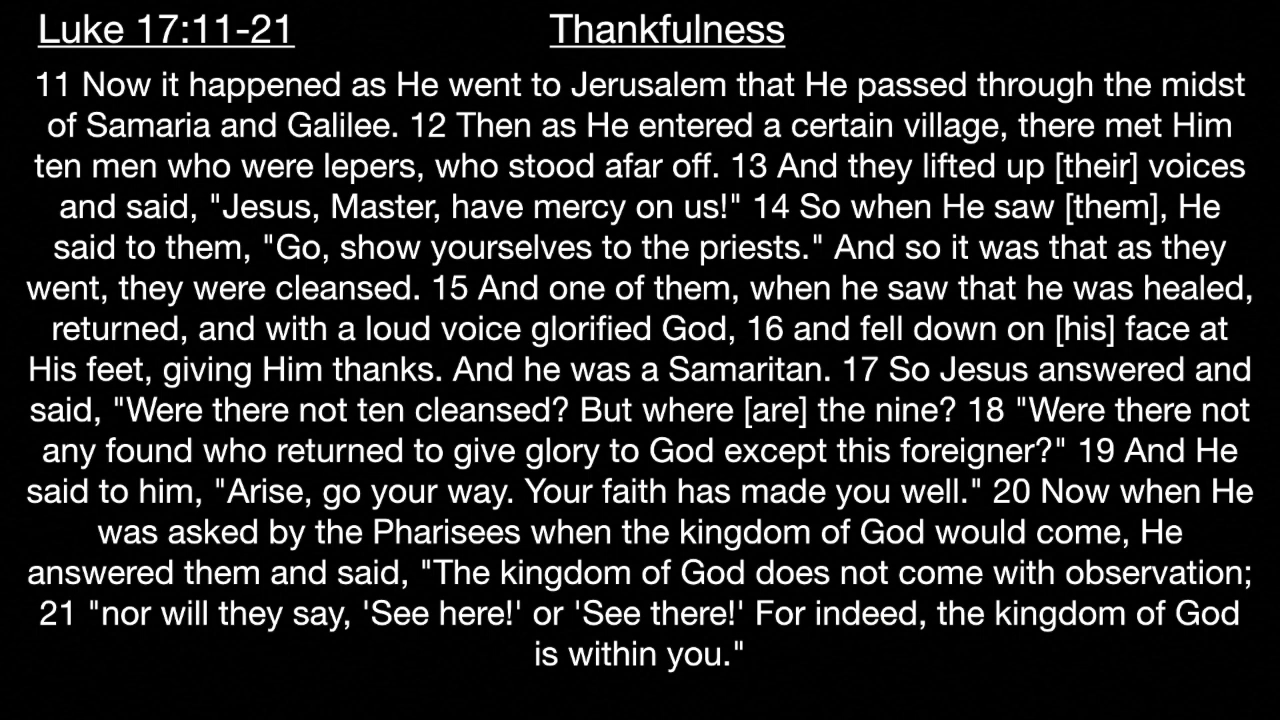 Luke 17:11-21 Thankfulness
11 Now it happened as He went to Jerusalem that He passed through the midst
of Samaria and Galilee. 12 Then as He entered a certain village, there met Him
ten men who were lepers, who stood afar off. 13 And they lifted up [their] voices
and said, "Jesus, Master, have mercy on us!" 14 So when He saw [them], He
said to them, "Go, show yourselves to the priests." And so it was that as they
went, they were cleansed. 15 And one of them, when he saw that he was healed,
returned, and with a loud voice glorified God, 16 and fell down on [his] face at
His feet, giving Him thanks. And he was a Samaritan. 17 So Jesus answered and
said, "Were there not ten cleansed? But where [are] the nine? 18 "Were there not
any found who returned to give glory to God except this foreigner?" 19 And He
said to him, "Arise, go your way. Your faith has made you well." 20 Now when He
was asked by the Pharisees when the kingdom of God would come, He
answered them and said, "The kingdom of God does not come with observation;
21 "nor will they say, 'See here!' or 'See there!' For indeed, the kingdom of God
is within you."